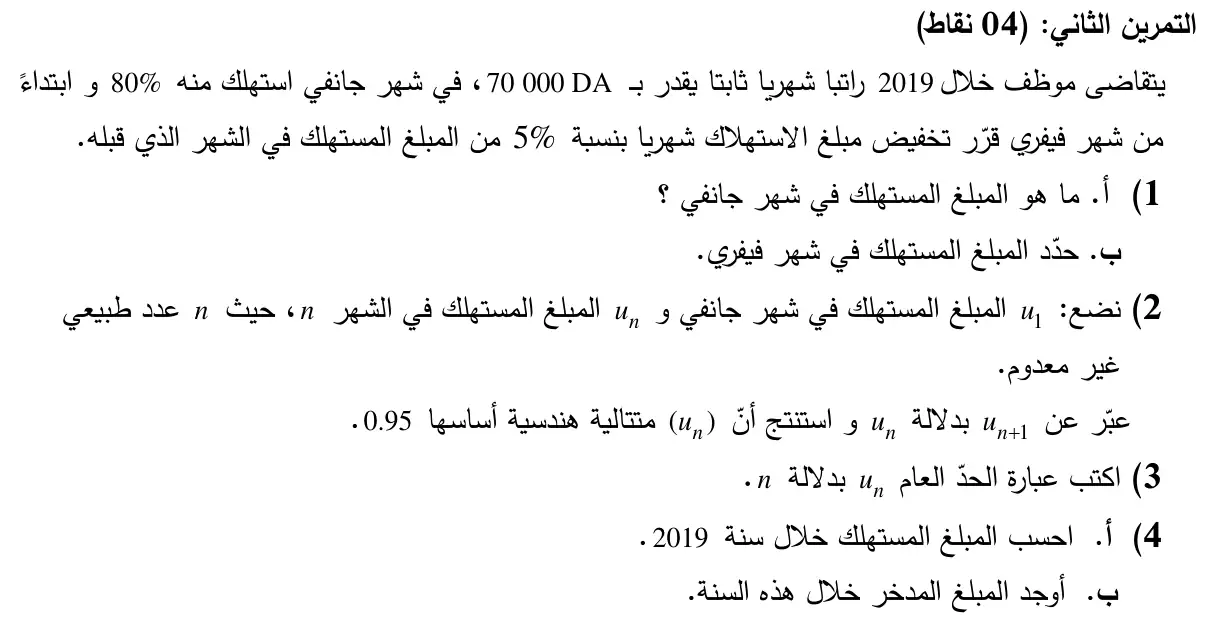 التمرين الثاني: (04 نقاط)
يتقاضى موظف خلال 2019 راتبا شهريا ثابتا يقدر بـ 70 000 DA ، في شهر جانفي استهلك منه 80% و ابتداءً
من شهر فيفري قرّر تخفيض مبلغ الاستهلاك شهريا بنسبة 5% من المبلغ المستهلك في الشهر الذي قبله.
1) أ. ما هو المبلغ المستهلك في شهر جانفي ؟
ب. حدّد المبلغ المستهلك في شهر فيفري.
2) نضع: u1 المبلغ المستهلك في شهر جانفي و un المبلغ المستهلك في الشهر n ، حيث n عدد طبيعي
غير معدوم.
عبّر عن un+1 بدلالة un و استنتج أنّ (un) متتالية هندسية أساسها 0.95 .
3) اكتب عبارة الحدّ العام un بدلالة n .
4) أ. احسب المبلغ المستهلك خلال سنة 2019 .
ب. أوجد المبلغ المدخر خلال هذه السنة.